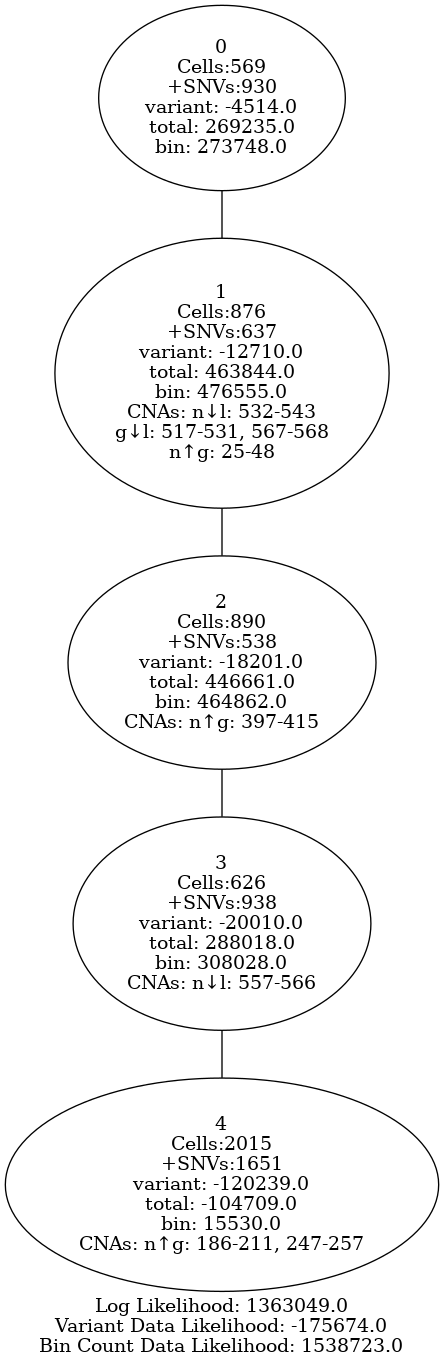 0
Cells:569
+SNVs:930
variant: -4514.0
total: 269235.0
bin: 273748.0
1
Cells:876
+SNVs:637
variant: -12710.0
total: 463844.0
bin: 476555.0
CNAs: n↓l: 532-543
g↓l: 517-531, 567-568
n↑g: 25-48
2
Cells:890
+SNVs:538
variant: -18201.0
total: 446661.0
bin: 464862.0
CNAs: n↑g: 397-415
3
Cells:626
+SNVs:938
variant: -20010.0
total: 288018.0
bin: 308028.0
CNAs: n↓l: 557-566
4
Cells:2015
+SNVs:1651
variant: -120239.0
total: -104709.0
bin: 15530.0
CNAs: n↑g: 186-211, 247-257
Log Likelihood: 1363049.0
Variant Data Likelihood: -175674.0
Bin Count Data Likelihood: 1538723.0